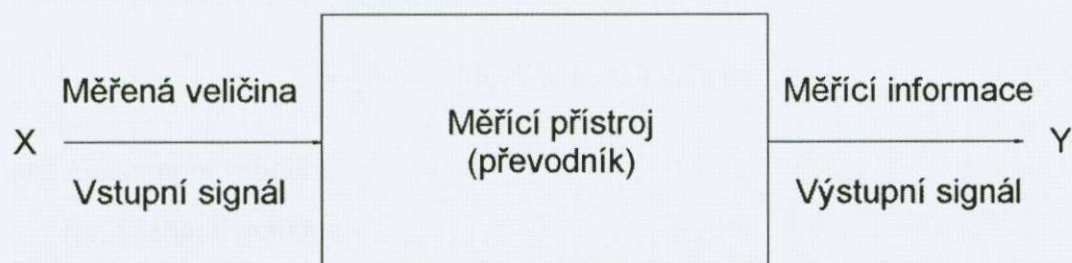 Měřená veličina
X
Vstupní signál
Měřící přístroj
(převodník)
Měřící informace
Y
Výstupní signál